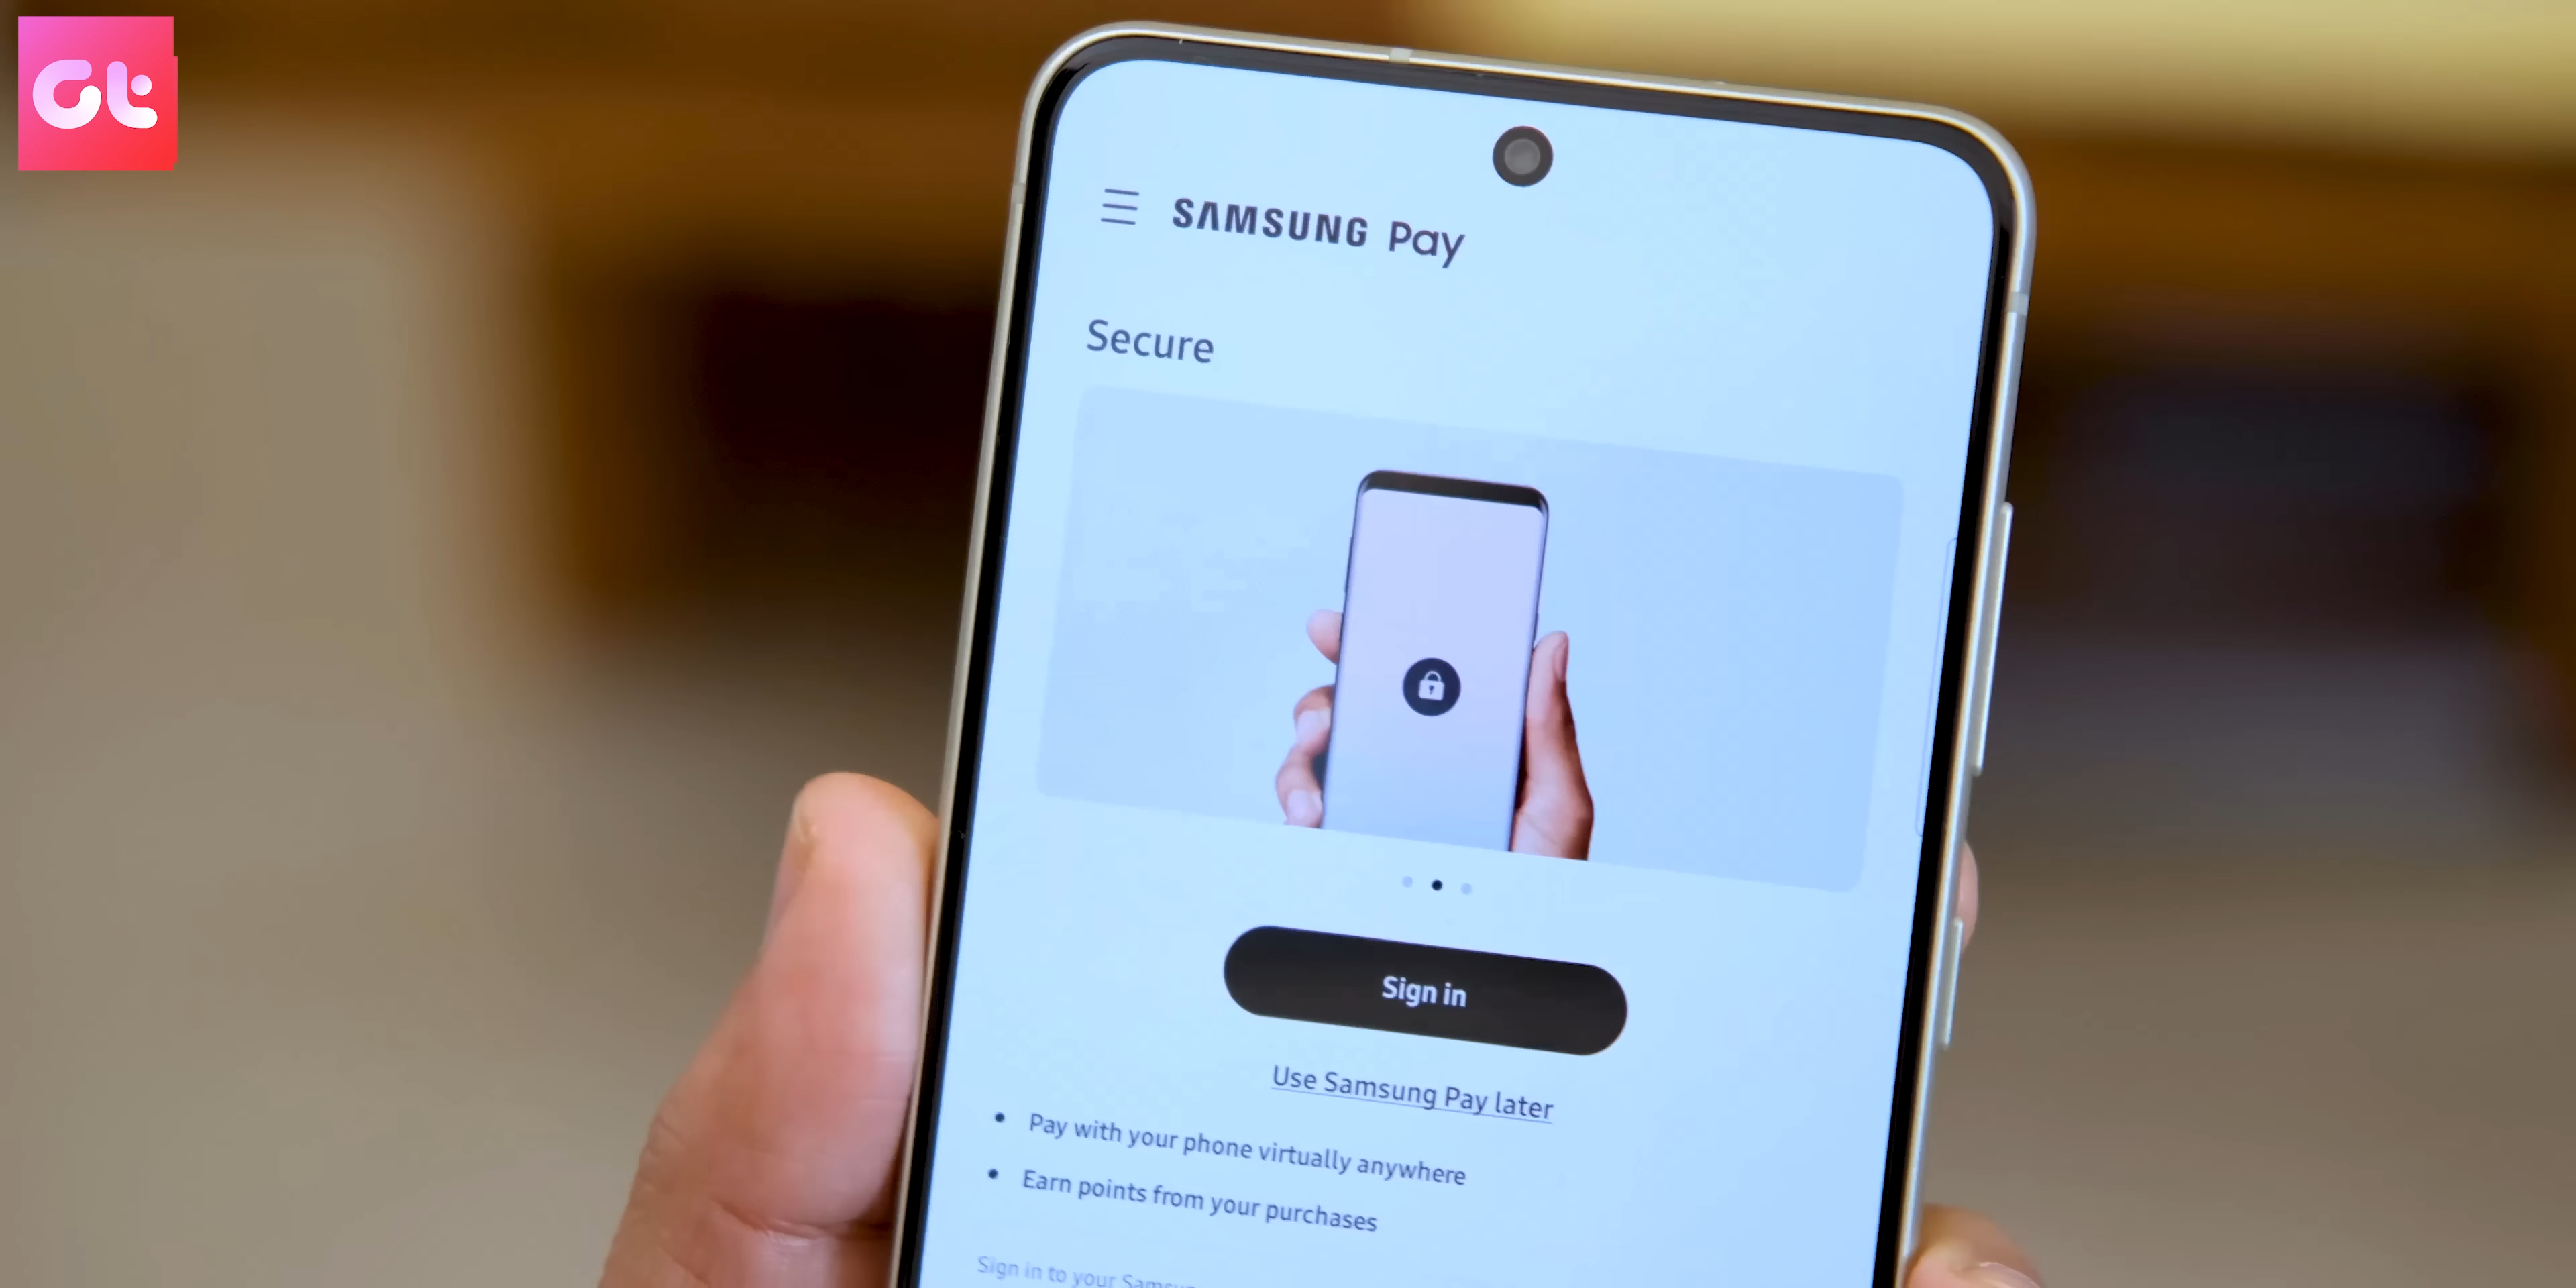 Gt
SAMSUNG Pay
Secure
Sign in
Use Samsung Pay later
• Pay with your phone virtually anywhere
• Earn points from your purchases
Sign in to your